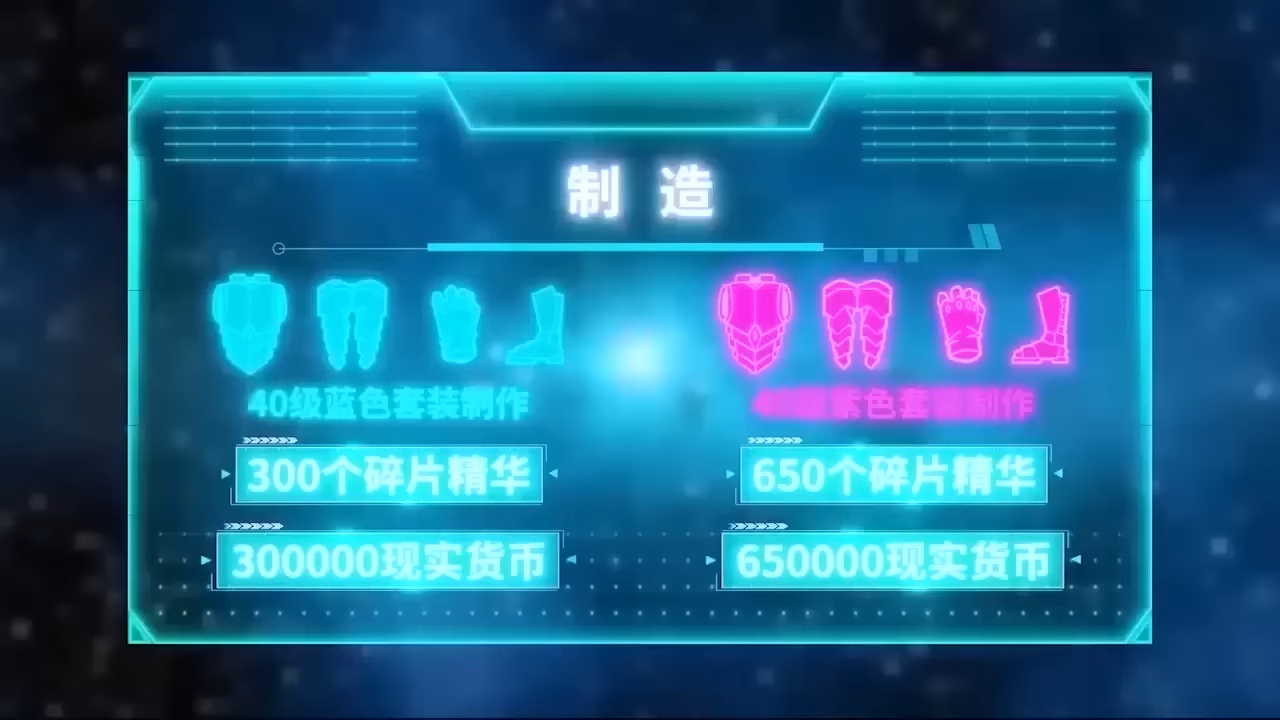 制 造
40级蓝色套装制作
40级紫色套装制作
300个碎片精华
650个碎片精华
300000现实货币
650000现实货币